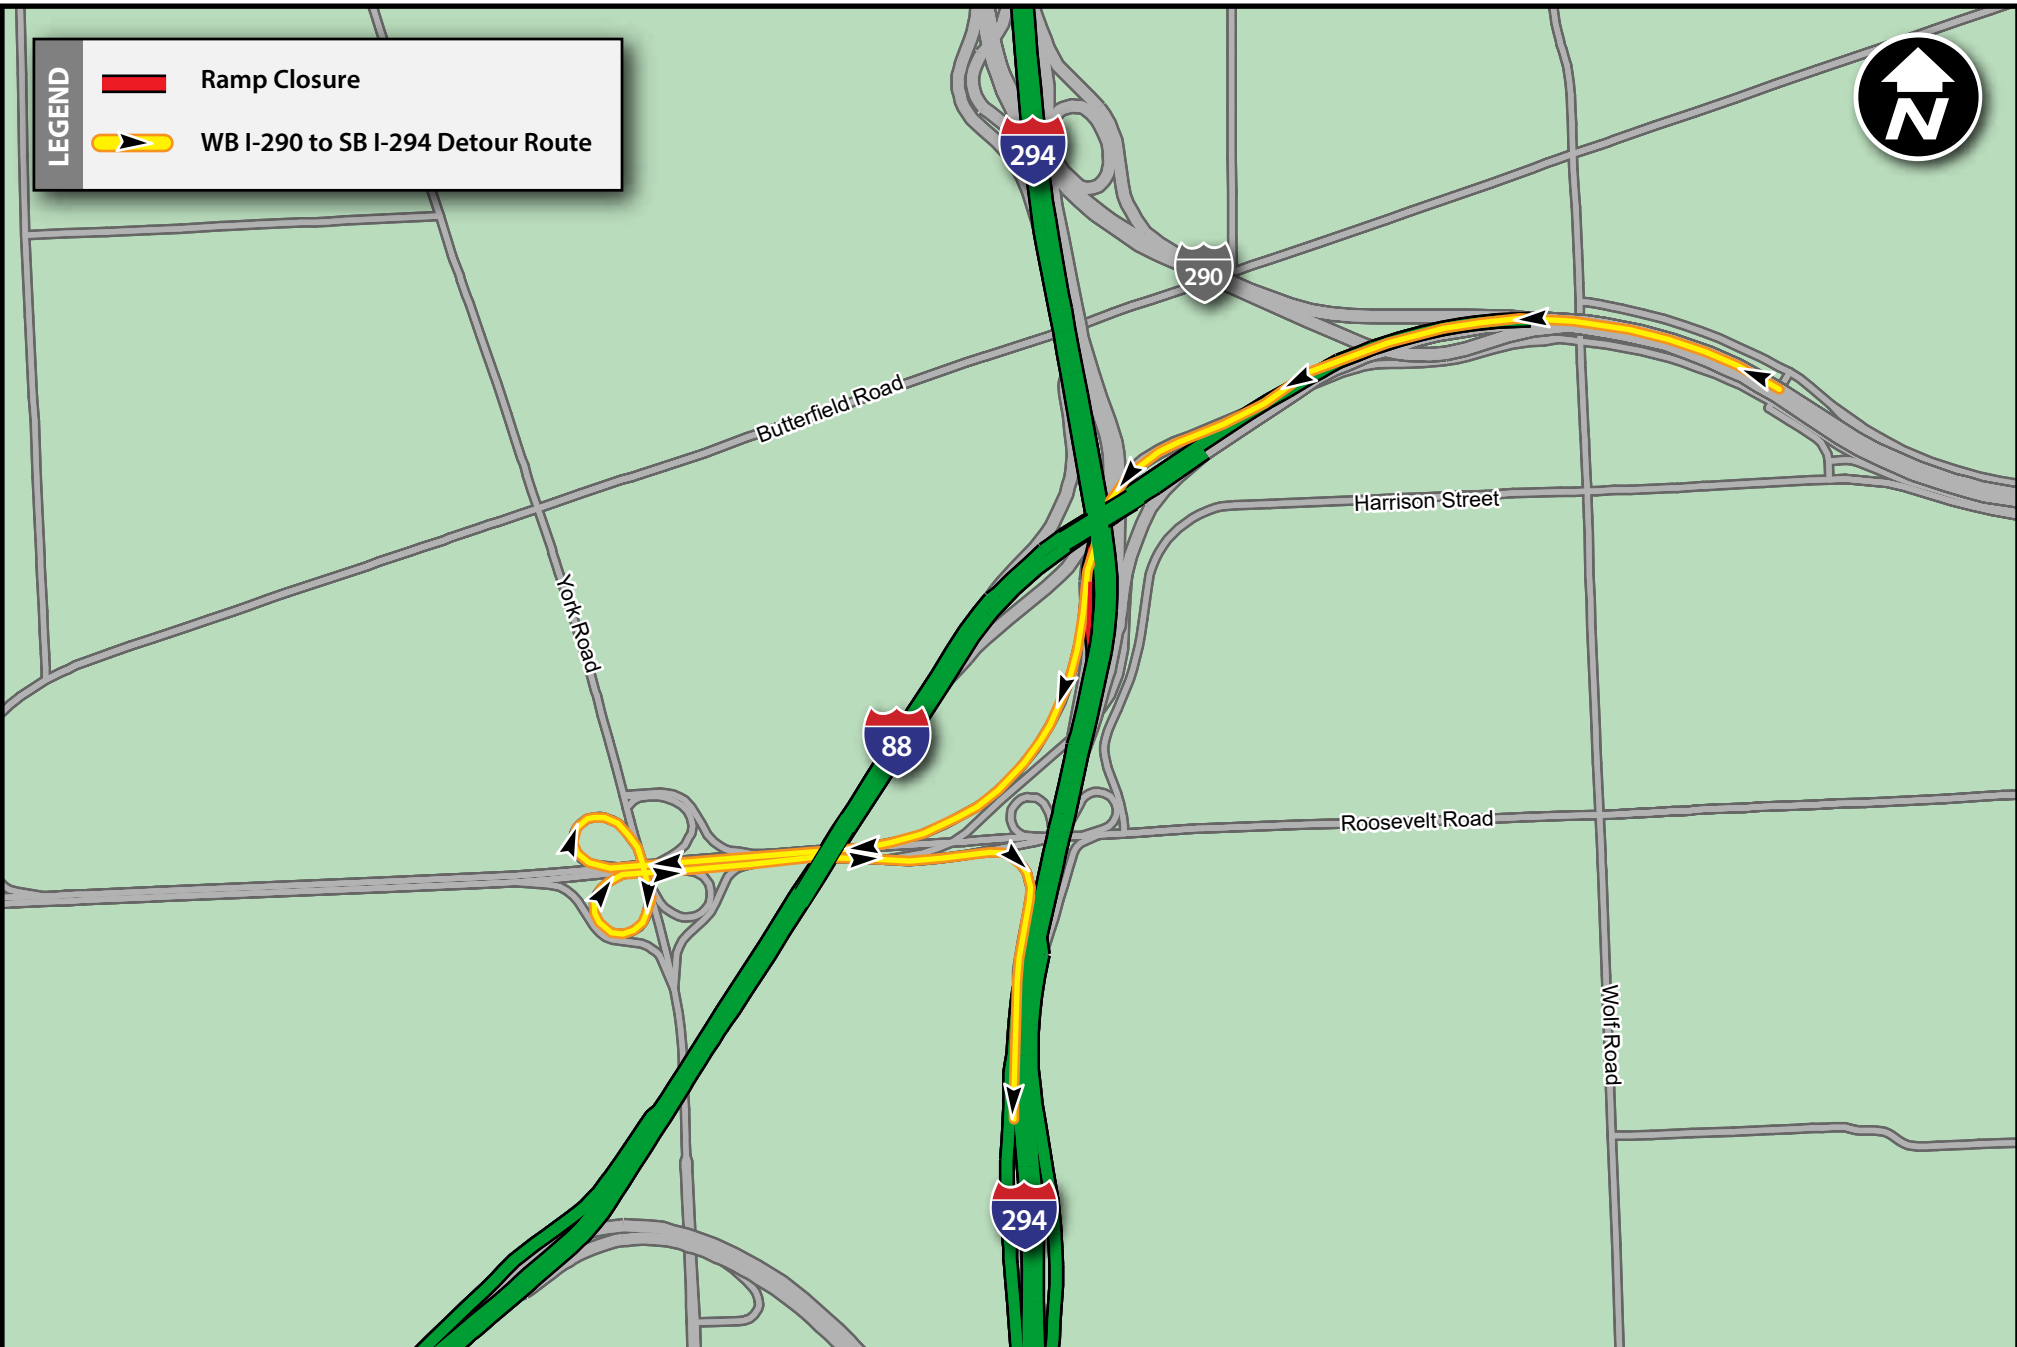 LEGEND
Ramp Closure
WB I-290 to SB I-294 Detour Route
N
294
290
Butterfield Road
Harrison Street
York Road
88
Roosevelt Road
Wolf Road
294